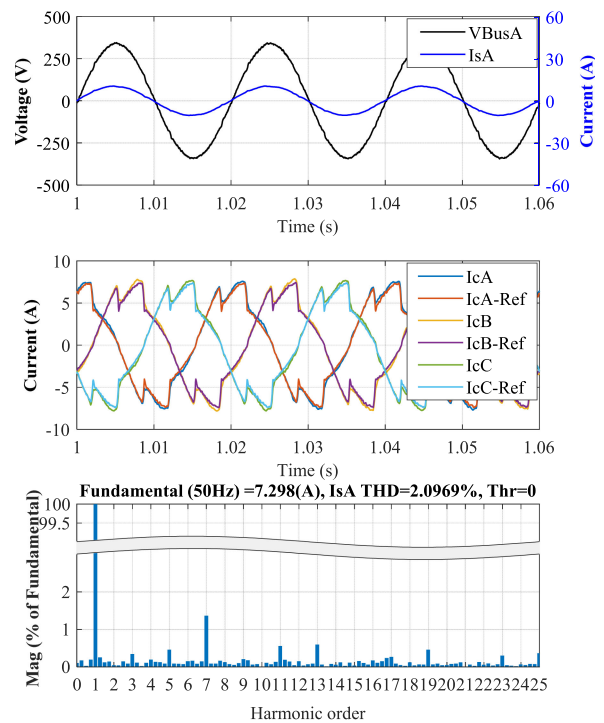 500
250
0
-250
-500
Voltage (V)
60
30
0
-30
-60
Current (A)
VBusA
IsA
1
1.01
1.02
1.03
1.04
1.05
1.06
Time (s)
10
5
0
-5
-10
Current (A)
IcA
IcA-Ref
IcB
IcB-Ref
IcC
IcC-Ref
1
1.01
1.02
1.03
1.04
1.05
1.06
Time (s)
Fundamental (50Hz) =7.298(A), IsA THD=2.0969%, Thr=0
100
99.5
2
1
0
Mag (% of Fundamental)
0 1 2 3 4 5 6 7 8 9 10 11 12 13 14 15 16 17 18 19 20 21 22 23 24 25
Harmonic order